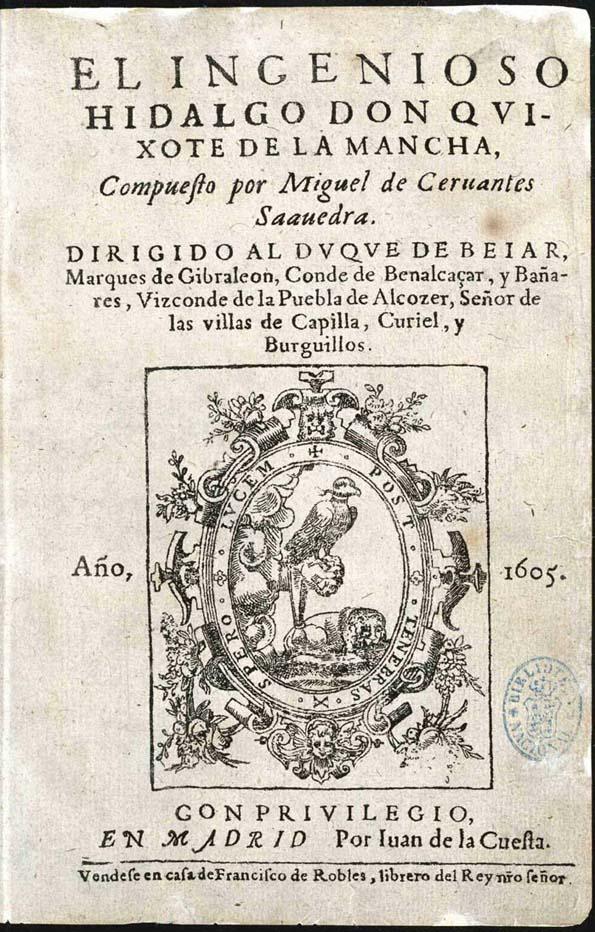 EL INGENIOSO
HIDALGO DON QVI-
XOTE DE LA MANCHA,
Compueſto por Miguel de Ceruantes
Saauedra.
DIRIGIDO AL DVQVE DE BEIAR,
Marques de Gibraleon, Conde de Benalcaçar, y Baña-
res, Vizconde de la Puebla de Alcozer, Señor de
las villas de Capilla, Curiel, y
Burguillos.
SPERO LVCEM POST TENEBRAS
Año, 1605.
CON PRIVILEGIO,
EN MADRID Por Iuan de la Cueſta.
Vendeſe en caſa de Franciſco de Robles, librero del Rey nr̃o ſeñor.